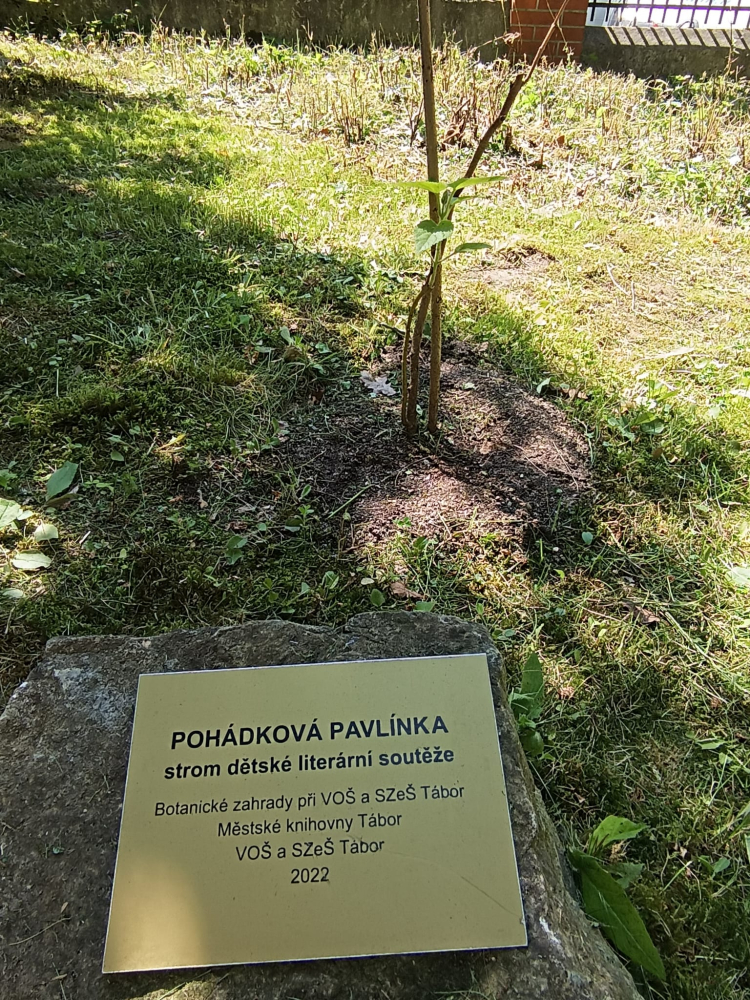 POHÁDKOVÁ PAVLÍNKA
strom dětské literární soutěže
Botanické zahrady při VOŠ a SZeŠ Tábor
Městské knihovny Tábor
VOŠ a SZeŠ Tábor
2022